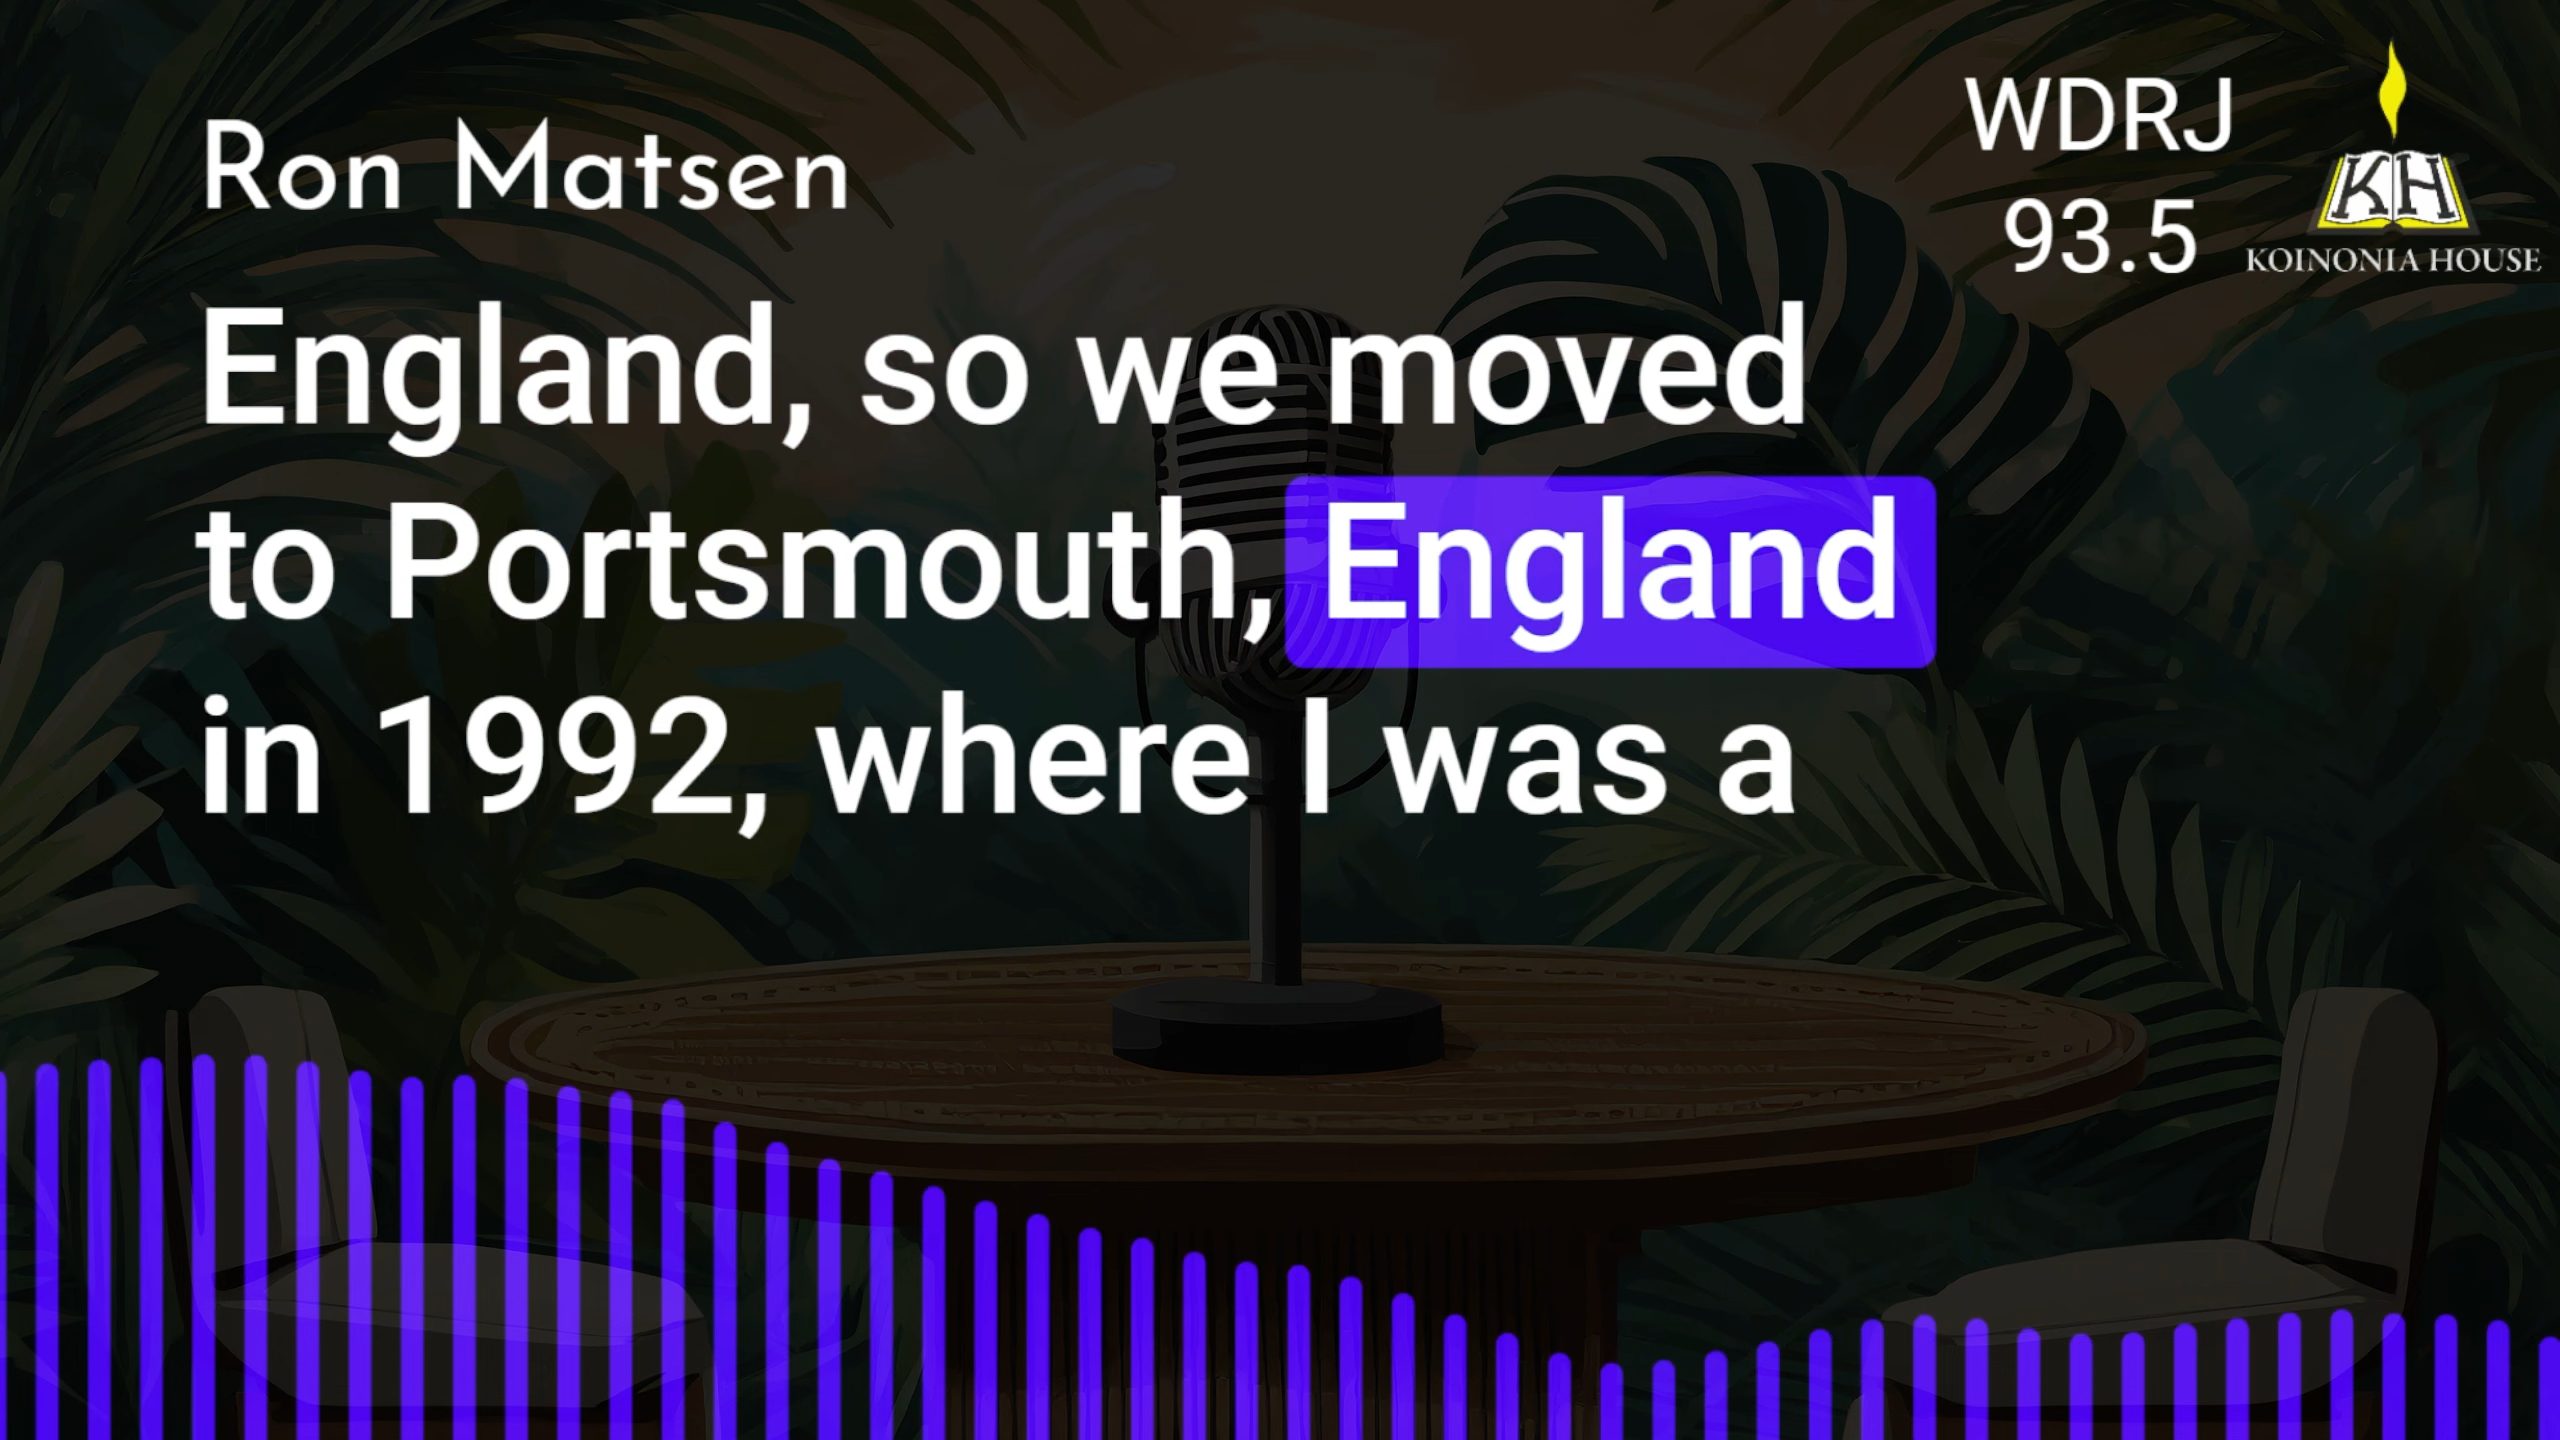 Ron Matsen
WDRJ
93.5
KH
KOINONIA HOUSE
England, so we moved
to Portsmouth, England
in 1992, where I was a